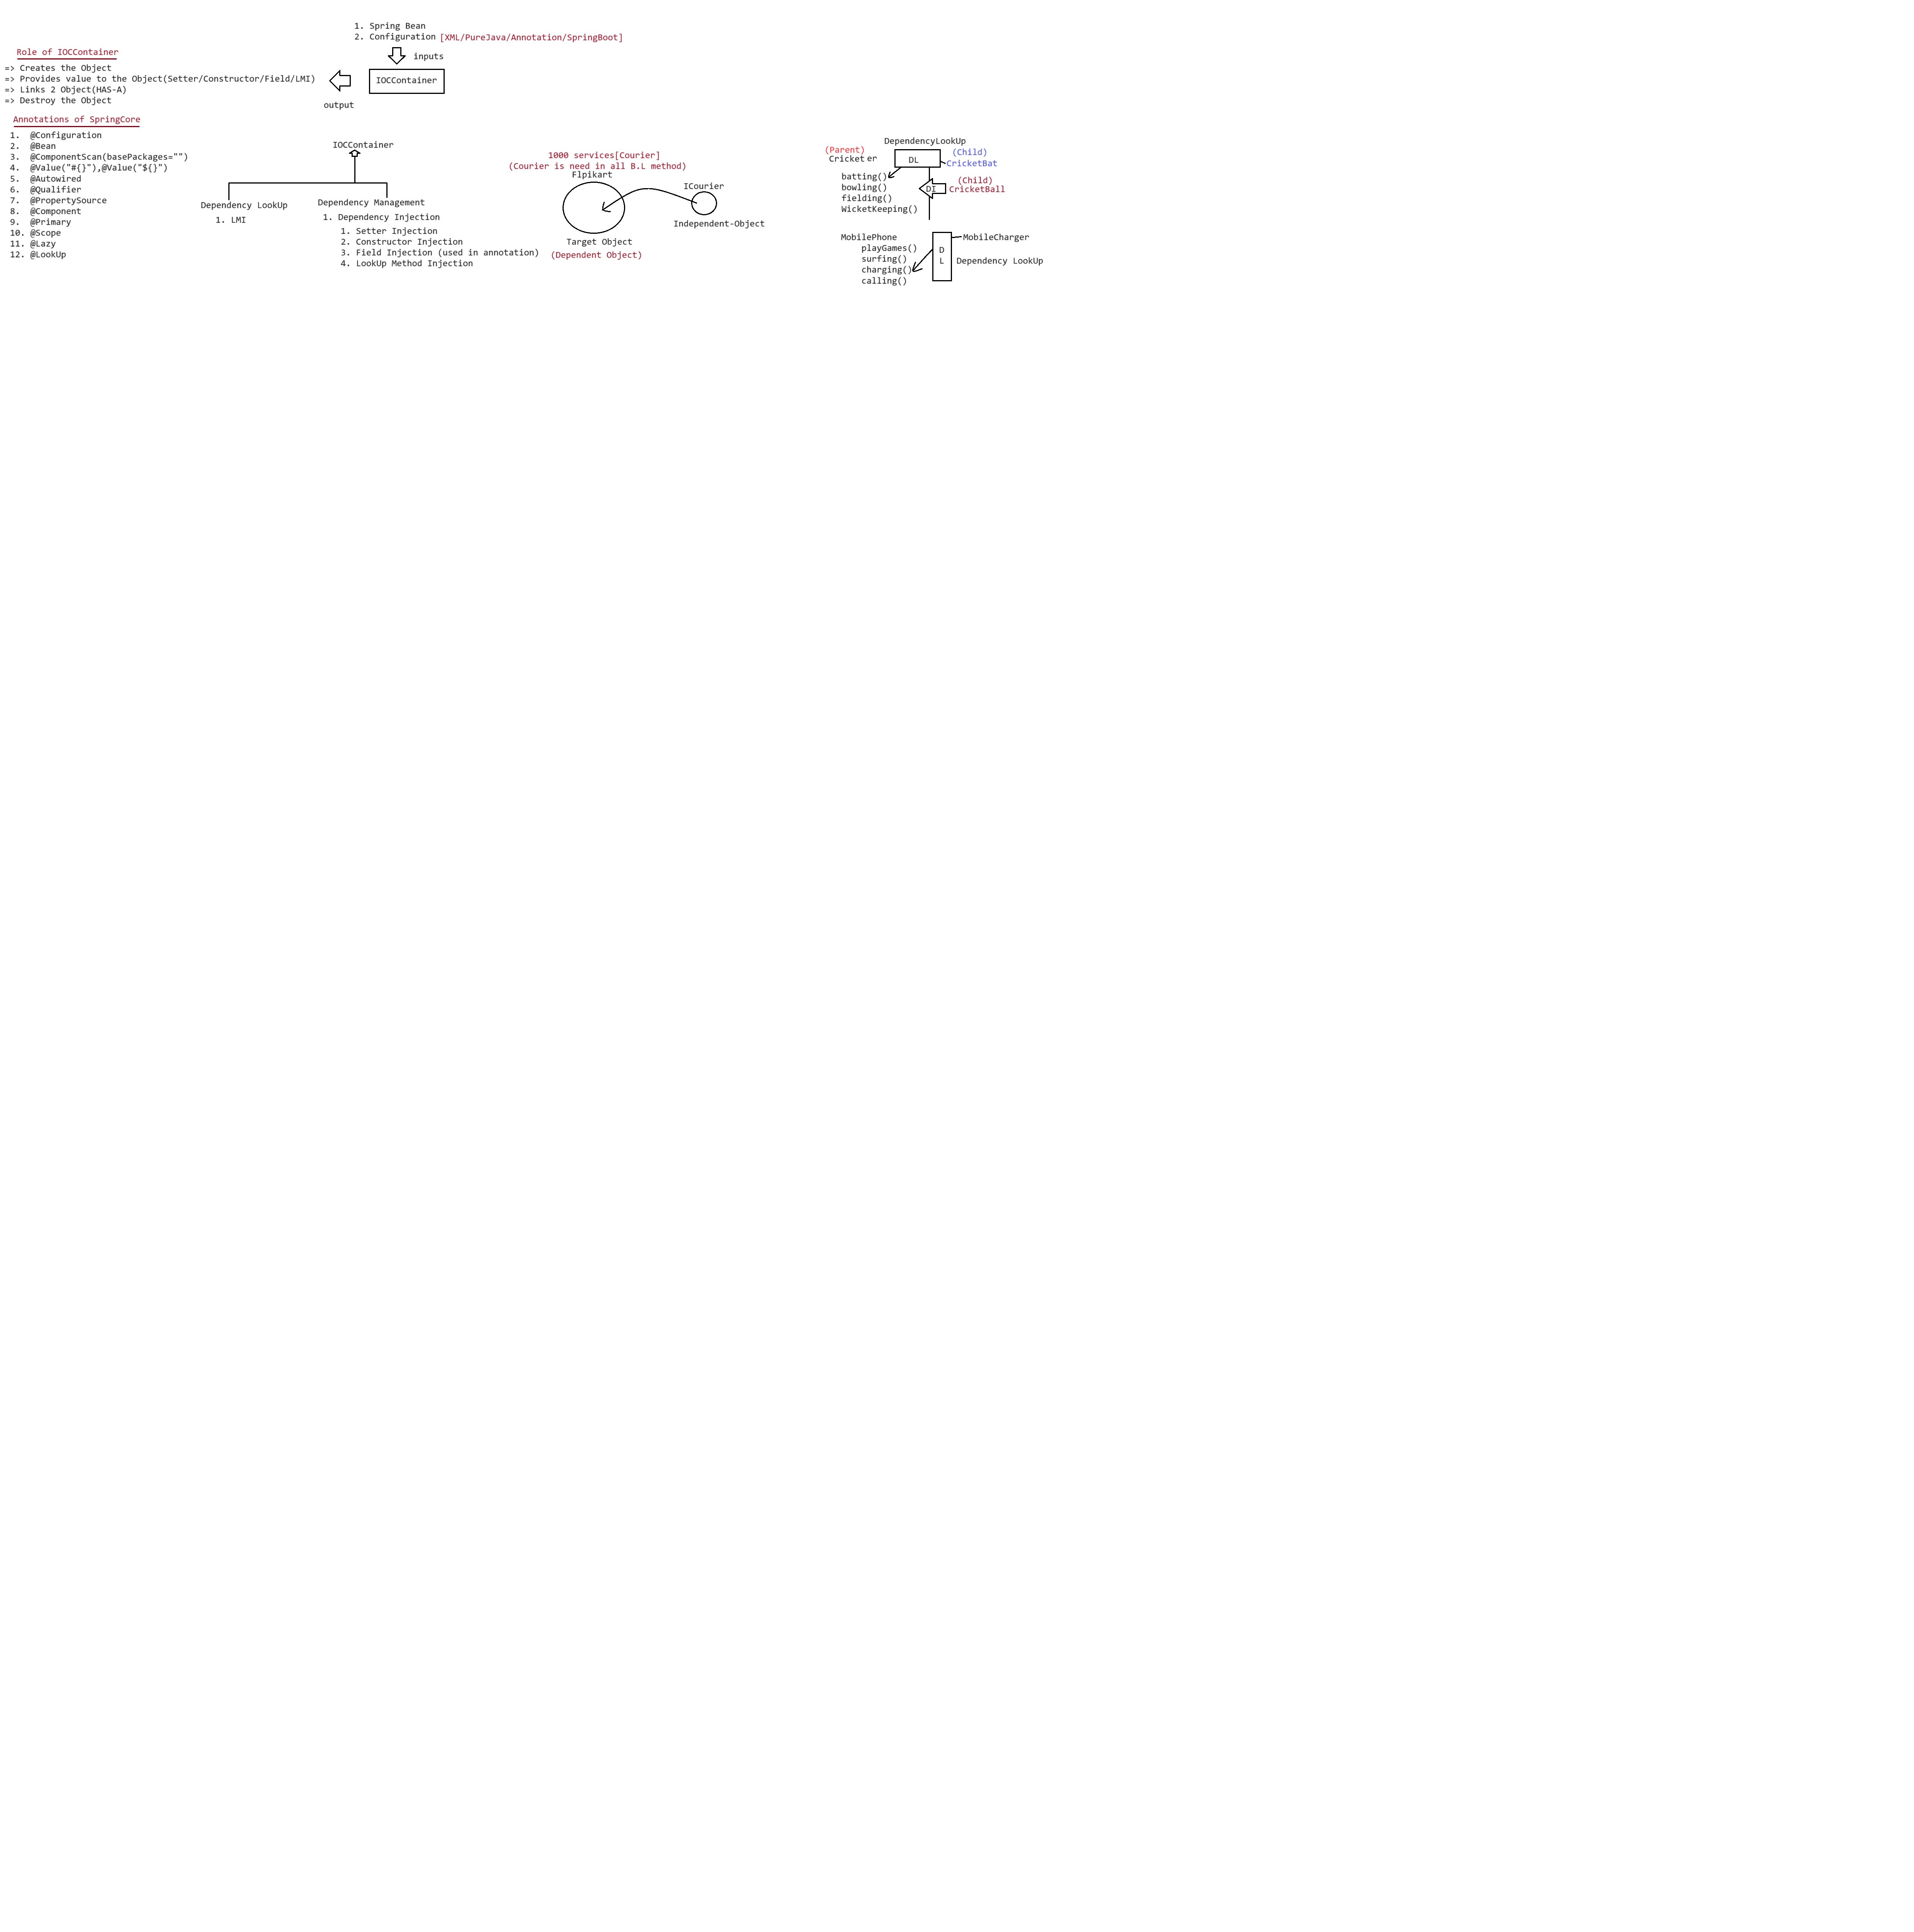 1. Spring Bean
2. Configuration [XML/PureJava/Annotation/SpringBoot]
inputs
IOCContainer
output
Role of IOCContainer
=> Creates the Object
=> Provides value to the Object(Setter/Constructor/Field/LMI)
=> Links 2 Object(HAS-A)
=> Destroy the Object
Annotations of SpringCore
1. @Configuration
2. @Bean
3. @ComponentScan(basePackages="")
4. @Value("#{}"),@Value("${}")
5. @Autowired
6. @Qualifier
7. @PropertySource
8. @Component
9. @Primary
10. @Scope
11. @Lazy
12. @LookUp
IOCContainer
Dependency LookUp
1. LMI
Dependency Management
1. Dependency Injection
1. Setter Injection
2. Constructor Injection
3. Field Injection (used in annotation)
4. LookUp Method Injection
1000 services[Courier]
(Courier is need in all B.L method)
Flpikart
ICourier
Independent-Object
Target Object
(Dependent Object)
DependencyLookUp
(Parent)
Cricket er
DL
(Child)
CricketBat
batting()
bowling()
fielding()
WicketKeeping()
DI
(Child)
CricketBall
MobilePhone
playGames()
surfing()
charging()
calling()
D
L
MobileCharger
Dependency LookUp